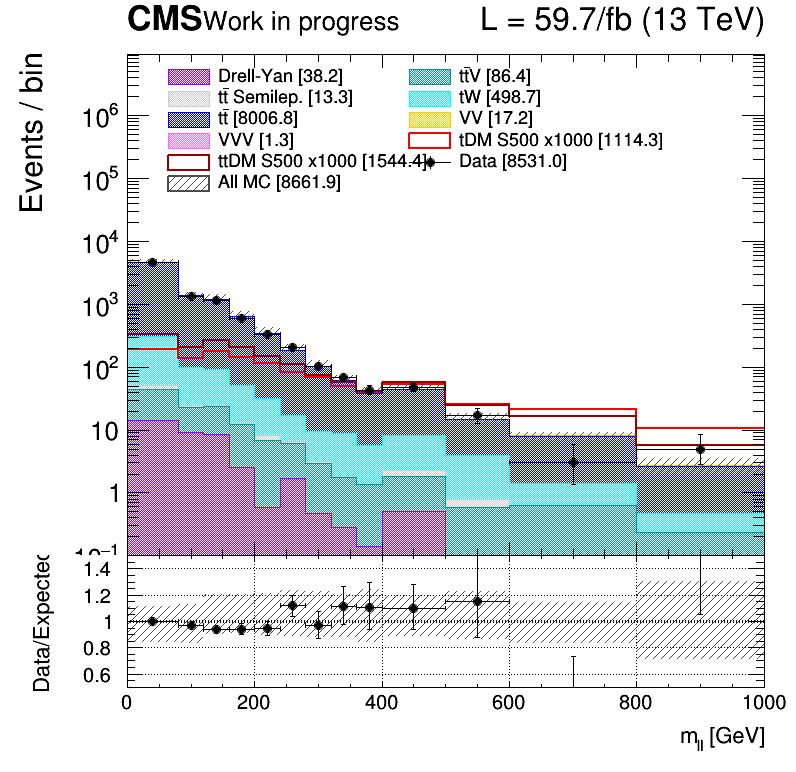 CMS Work in progress L = 59.7/fb (13 TeV)
Events / bin
Drell-Yan [38.2] tt̄V [86.4]
tt̄ Semilep. [13.3] tW [498.7]
tt̄ [8006.8] VV [17.2]
VVV [1.3] tDM S500 x1000 [1114.3]
ttDM S500 x1000 [1544.4] Data [8531.0]
All MC [8661.9]
10⁶
10⁵
10⁴
10³
10²
10
1
10⁻¹
Data/Expected
1.4
1.2
1
0.8
0.6
0 200 400 600 800 1000
m_ll [GeV]